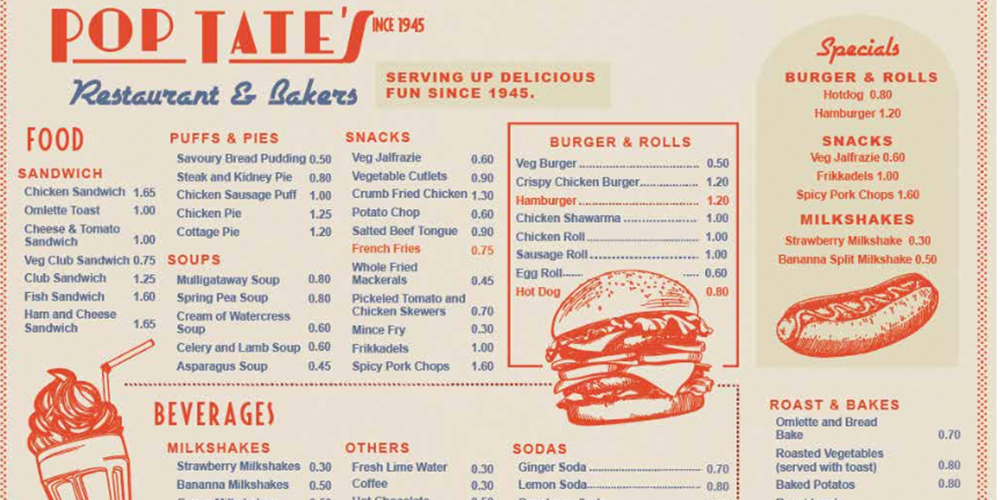 POP TATE'S
INCE 1945
Restaurant & Bakers
SERVING UP DELICIOUS
FUN SINCE 1945.
FOOD
SANDWICH
Chicken Sandwich 1.65
Omlette Toast 1.00
Cheese & Tomato
Sandwich 1.00
Veg Club Sandwich 0.75
Club Sandwich 1.25
Fish Sandwich 1.60
Ham and Cheese
Sandwich 1.65
PUFFS & PIES
Savoury Bread Pudding 0.50
Steak and Kidney Pie 0.80
Chicken Sausage Puff 1.00
Chicken Pie 1.25
Cottage Pie 1.20
SOUPS
Mulligataway Soup 0.80
Spring Pea Soup 0.80
Cream of Watercress
Soup 0.60
Celery and Lamb Soup 0.60
Asparagus Soup 0.45
SNACKS
Veg Jalfrazie 0.60
Vegetable Cutlets 0.90
Crumb Fried Chicken 1.30
Potato Chop 0.60
Salted Beef Tongue 0.90
French Fries 0.75
Whole Fried
Mackerals 0.45
Pickeled Tomato and
Chicken Skewers 0.70
Mince Fry 0.30
Frikkadels 1.00
Spicy Pork Chops 1.60
BURGER & ROLLS
Veg Burger 0.50
Crispy Chicken Burger 1.20
Hamburger 1.20
Chicken Shawarma 1.00
Chicken Roll 1.00
Sausage Roll 1.00
Egg Roll 0.60
Hot Dog 0.80
Specials
BURGER & ROLLS
Hotdog 0.80
Hamburger 1.20
SNACKS
Veg Jalfrazie 0.60
Frikkadels 1.00
Spicy Pork Chops 1.60
MILKSHAKES
Strawberry Milkshake 0.30
Bananna Split Milkshake 0.50
BEVERAGES
MILKSHAKES
Strawberry Milkshakes 0.30
Bananna Milkshakes 0.50
OTHERS
Fresh Lime Water 0.30
Coffee 0.30
Hot Chocolate
SODAS
Ginger Soda 0.70
Lemon Soda 0.80
ROAST & BAKES
Omlette and Bread
Bake 0.70
Roasted Vegetables
(served with toast) 0.80
Baked Potatos 0.80